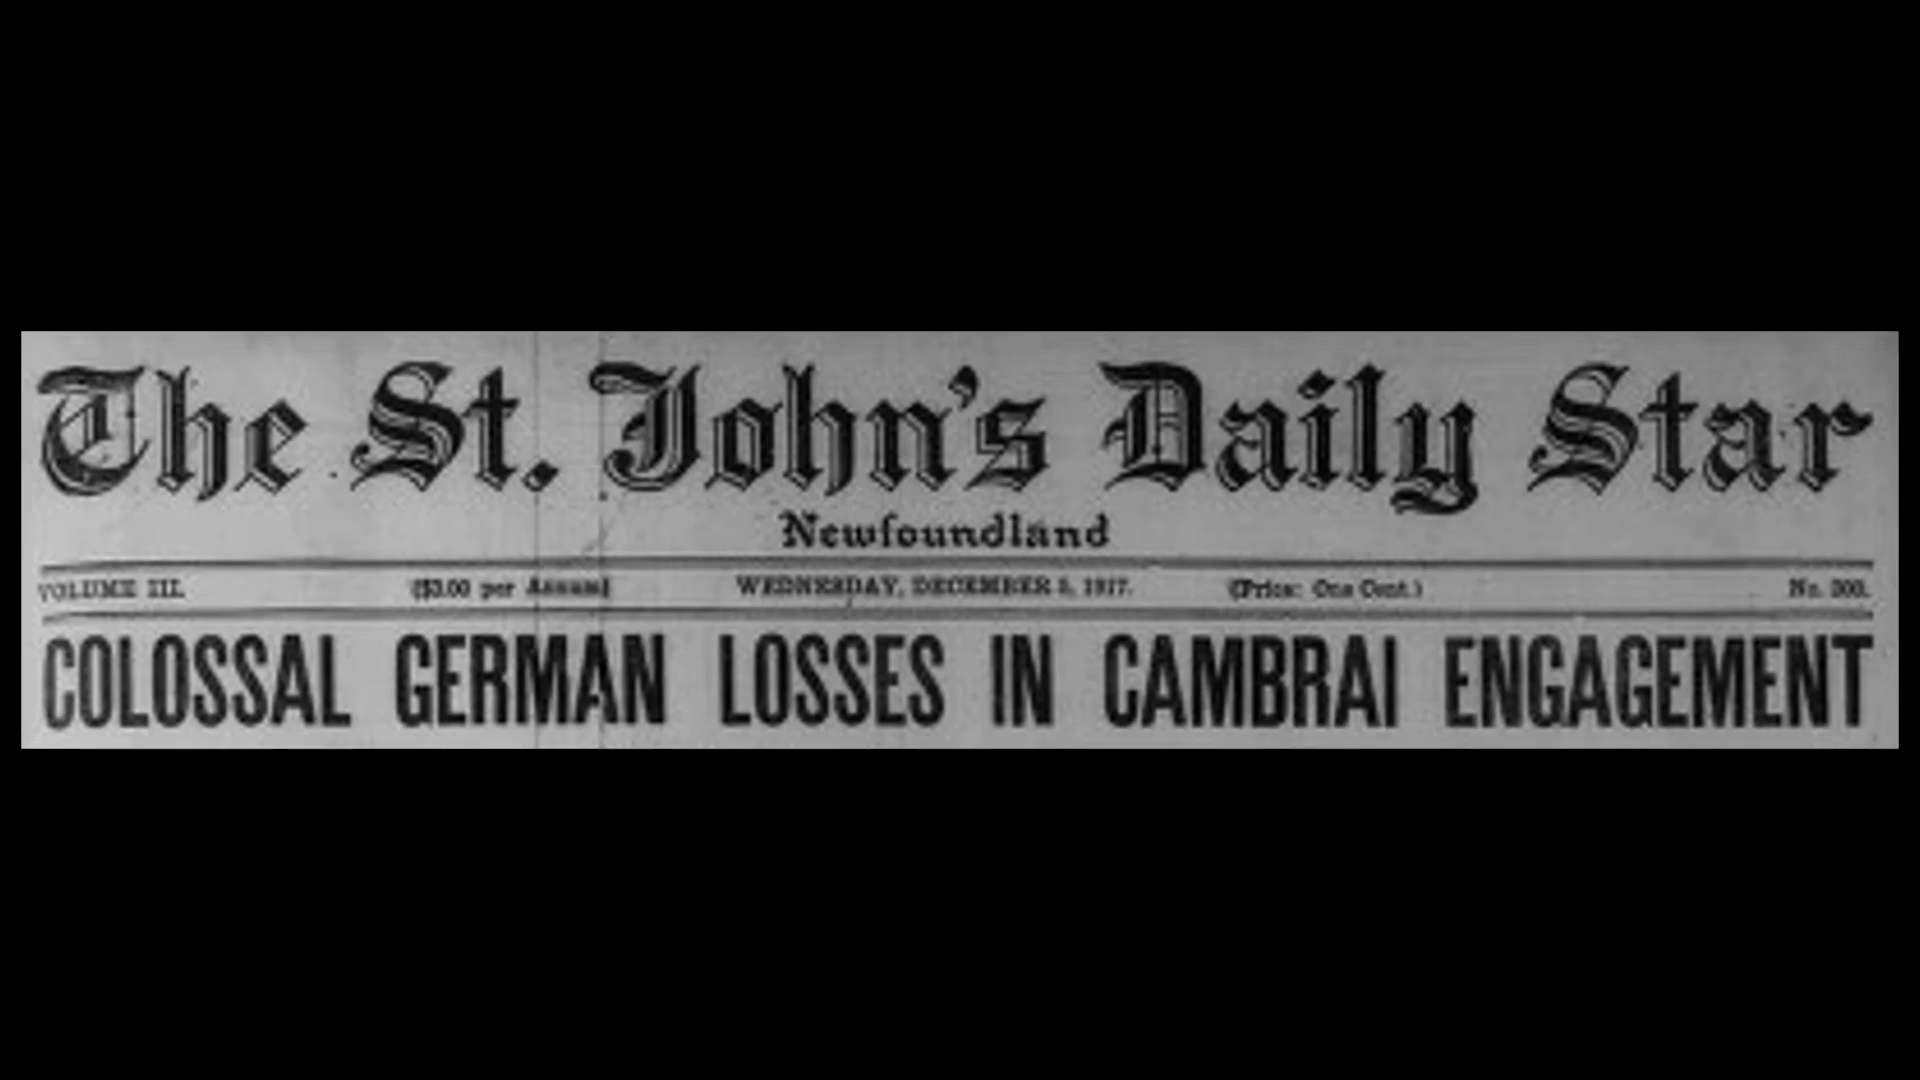 The St. John's Daily Star
Newfoundland
VOLUME III. ($3.00 per Annum) WEDNESDAY, DECEMBER 5, 1917. (Price: One Cent.) No.
COLOSSAL GERMAN LOSSES IN CAMBRAI ENGAGEMENT